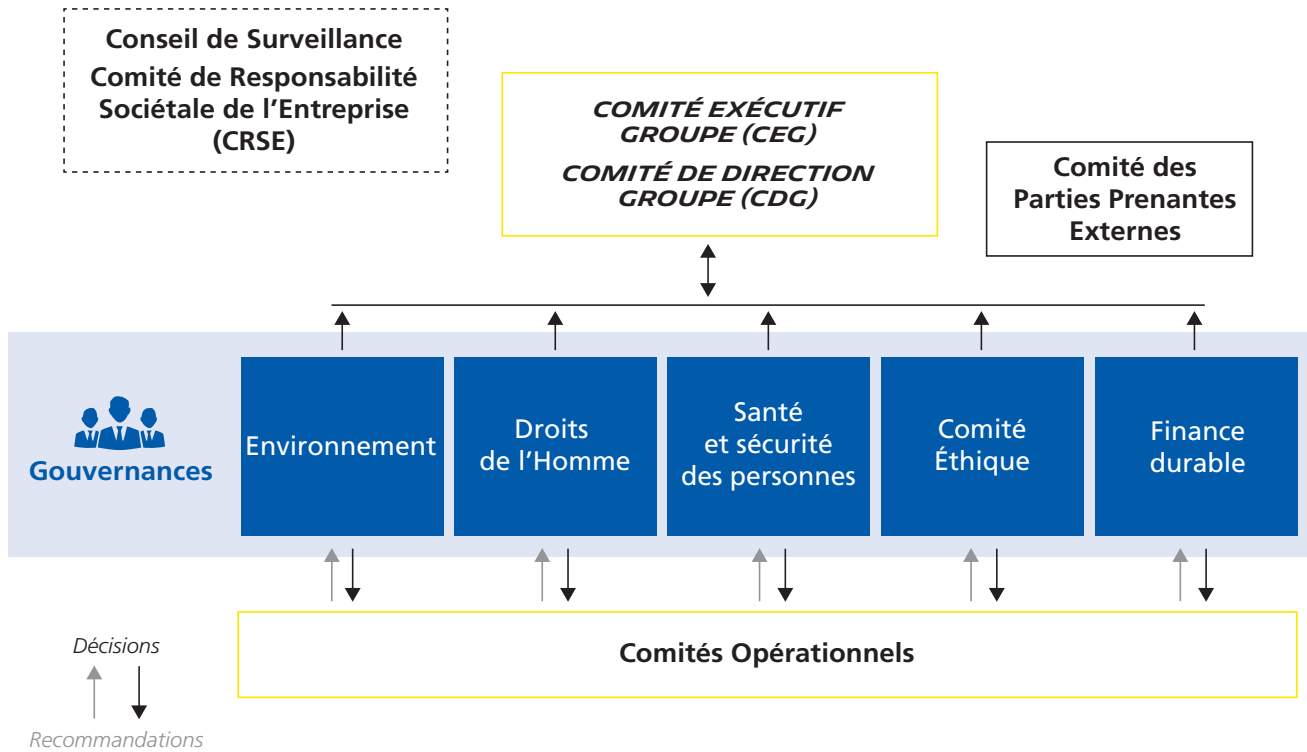 Conseil de Surveillance
Comité de Responsabilité
Sociétale de l'Entreprise
(CRSE)
COMITÉ EXÉCUTIF
GROUPE (CEG)
COMITÉ DE DIRECTION
GROUPE (CDG)
Comité des
Parties Prenantes
Externes
Gouvernances
Environnement
Droits
de l'Homme
Santé
et sécurité
des personnes
Comité
Éthique
Finance
durable
Comités Opérationnels
Décisions
Recommandations